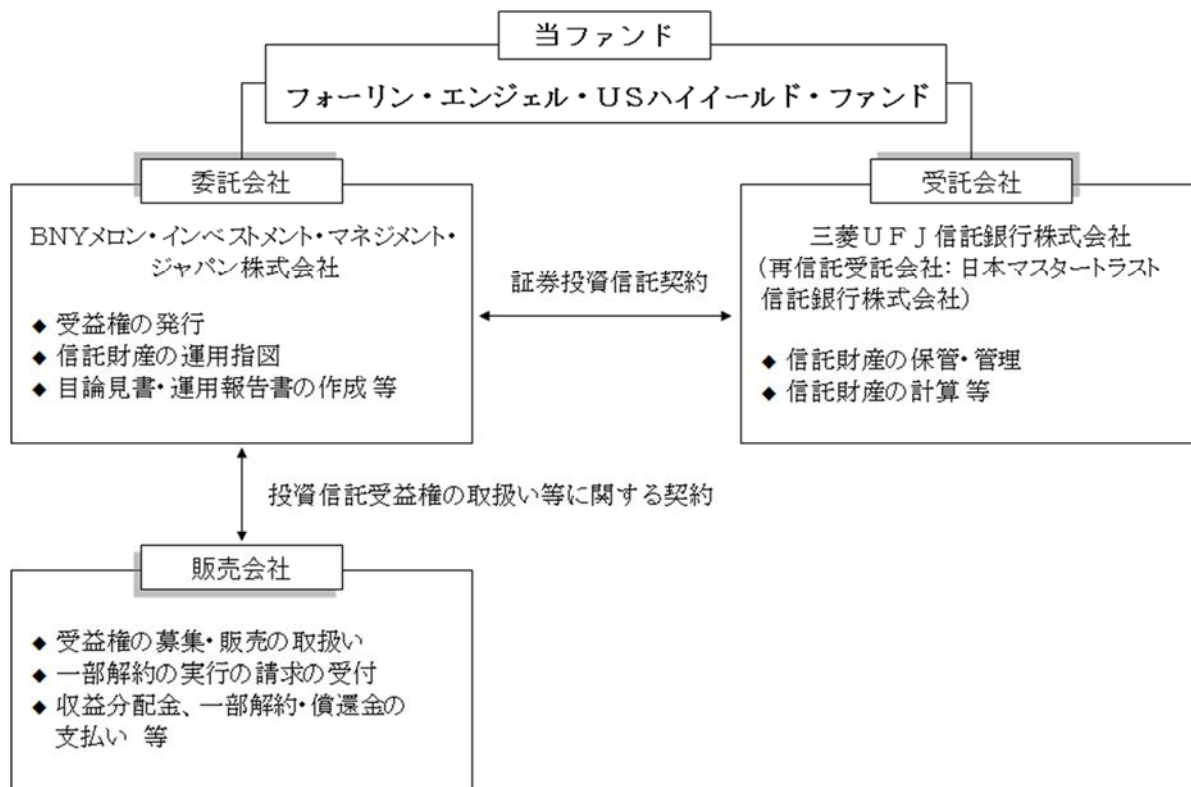 当ファンド
フォーリン・エンジェル・ＵＳハイイールド・ファンド
委託会社
BNYメロン・インベストメント・マネジメント・
ジャパン株式会社
◆ 受益権の発行
◆ 信託財産の運用指図
◆ 目論見書・運用報告書の作成 等
証券投資信託契約
受託会社
三菱ＵＦＪ信託銀行株式会社
(再信託受託会社：日本マスタートラスト
信託銀行株式会社)
◆ 信託財産の保管・管理
◆ 信託財産の計算 等
投資信託受益権の取扱い等に関する契約
販売会社
◆ 受益権の募集・販売の取扱い
◆ 一部解約の実行の請求の受付
◆ 収益分配金、一部解約・償還金の
支払い 等